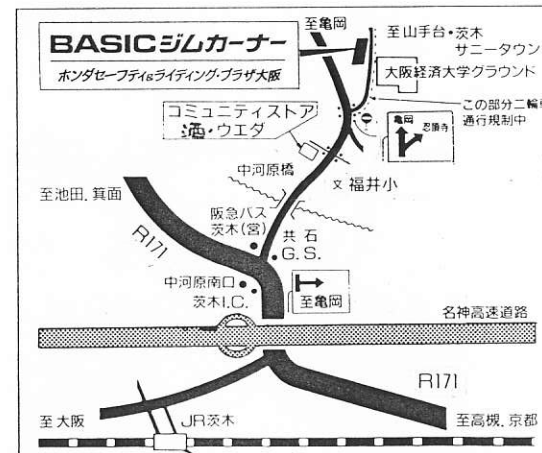 BASICジムカーナー
ホンダセーフティ&ライディング・プラザ大阪
至亀岡
至山手台・茨木
サニータウン
大阪経済大学グラウンド
この部分二輪車
通行規制中
コミュニティストア
酒・ウエダ
亀岡
忍頂寺
中河原橋
文 福井小
至池田, 箕面
阪急バス
茨木(営)
共石
G.S.
R171
中河原南口
茨木I.C.
至亀岡
名神高速道路
R171
至大阪
JR茨木
至高槻, 京都